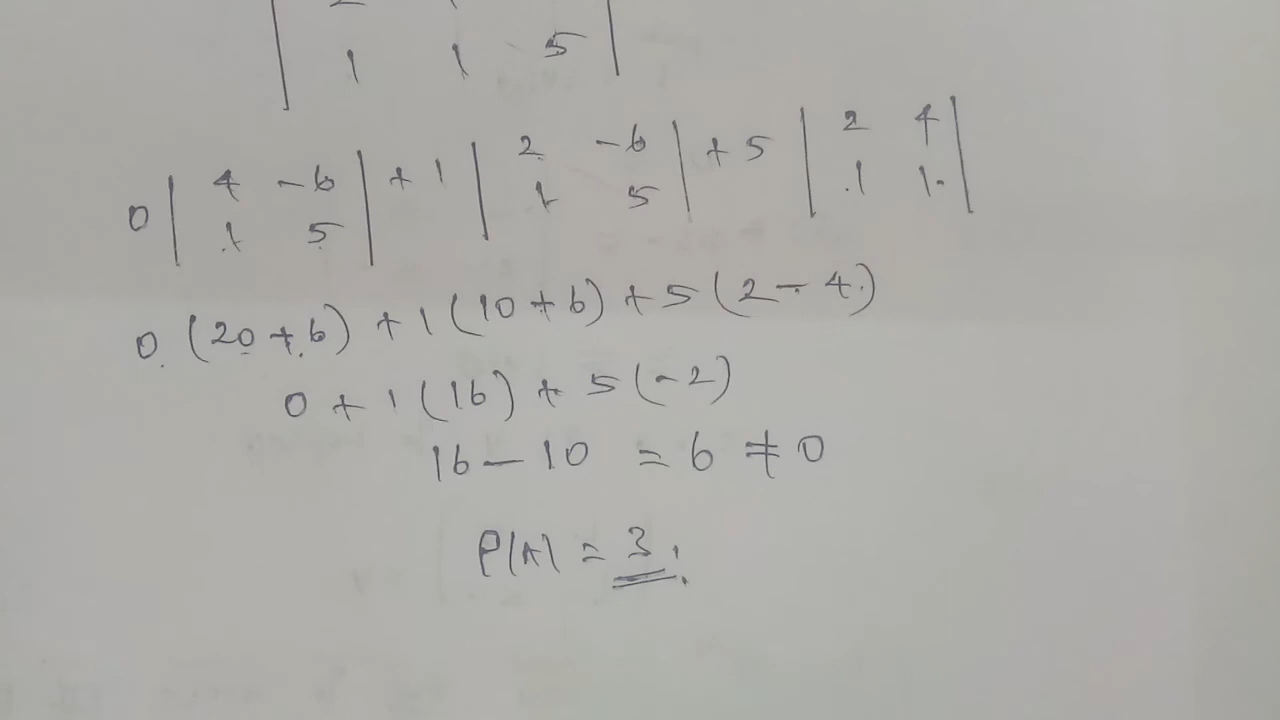 1 1 5
0 | 4 -6 | + 1 | 2 -6 | + 5 | 2 4 |
| 1 5 | | 1 5 | | 1 1 |
0 (20 + 6) + 1 (10 + 6) + 5 (2 - 4)
0 + 1 (16) + 5 (-2)
16 - 10 = 6 ≠ 0
ρ(A) = 3